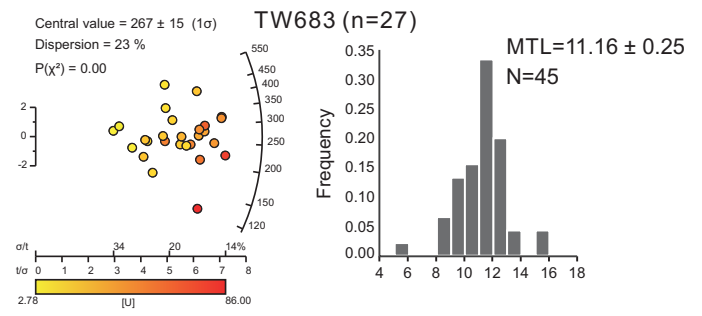 TW683 (n=27)
Central value = 267 ± 15 (1σ)
Dispersion = 23 %
P(χ²) = 0.00
2
0
-2
550
450
400
350
300
250
200
150
120
σ/t 34 20 14%
t/σ 0 1 2 3 4 5 6 7 8
2.78 [U] 86.00
MTL=11.16 ± 0.25
N=45
Frequency
0.35
0.30
0.25
0.20
0.15
0.10
0.05
0.00
4 6 8 10 12 14 16 18